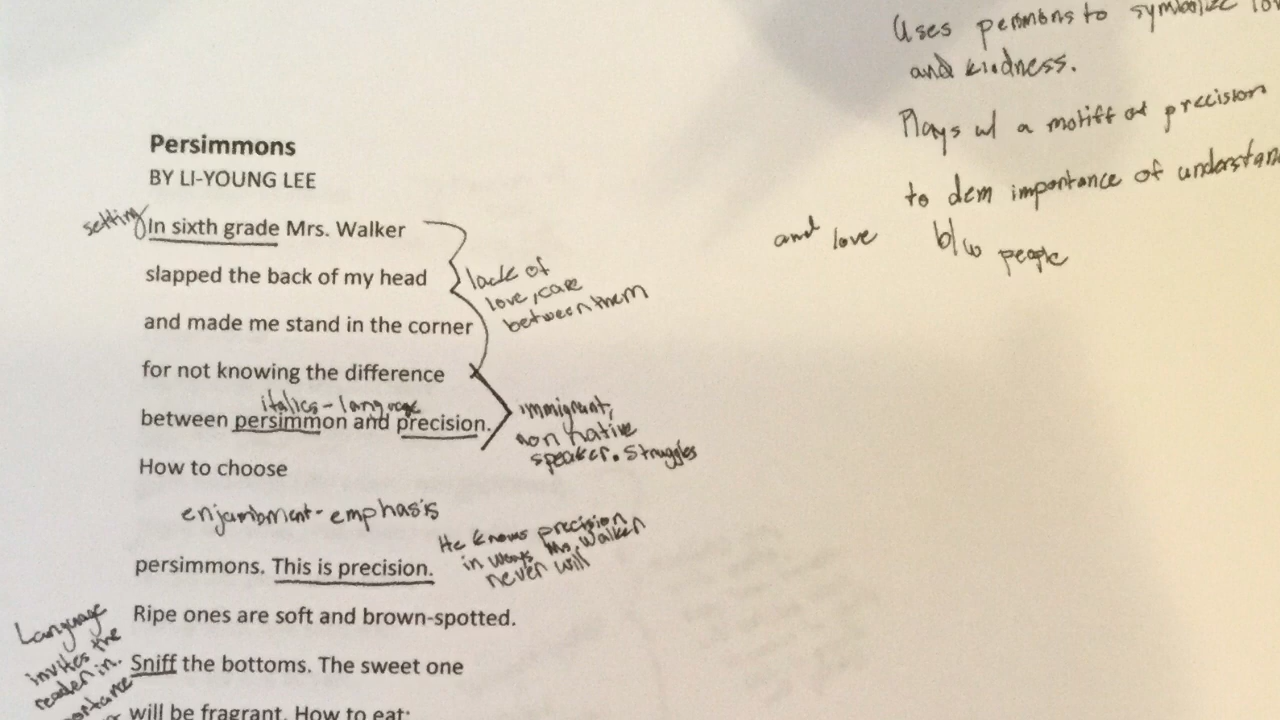 Uses permons to symbolize
and kindness.
Plays w/ a motiff of precision
to dem importance of understan
and love b/w people
Persimmons
BY LI-YOUNG LEE
setting
In sixth grade Mrs. Walker
slapped the back of my head
lack of
love, care
between them
and made me stand in the corner
for not knowing the difference
italics - language
between persimmon and precision.
immigrant,
non native
speaker. Struggles
How to choose
enjambment - emphasis
He knows precision
in ways Ms. Walker
never will
persimmons. This is precision.
Ripe ones are soft and brown-spotted.
Language
invites the
reader in.
Sniff the bottoms. The sweet one
will be fragrant. How to eat: